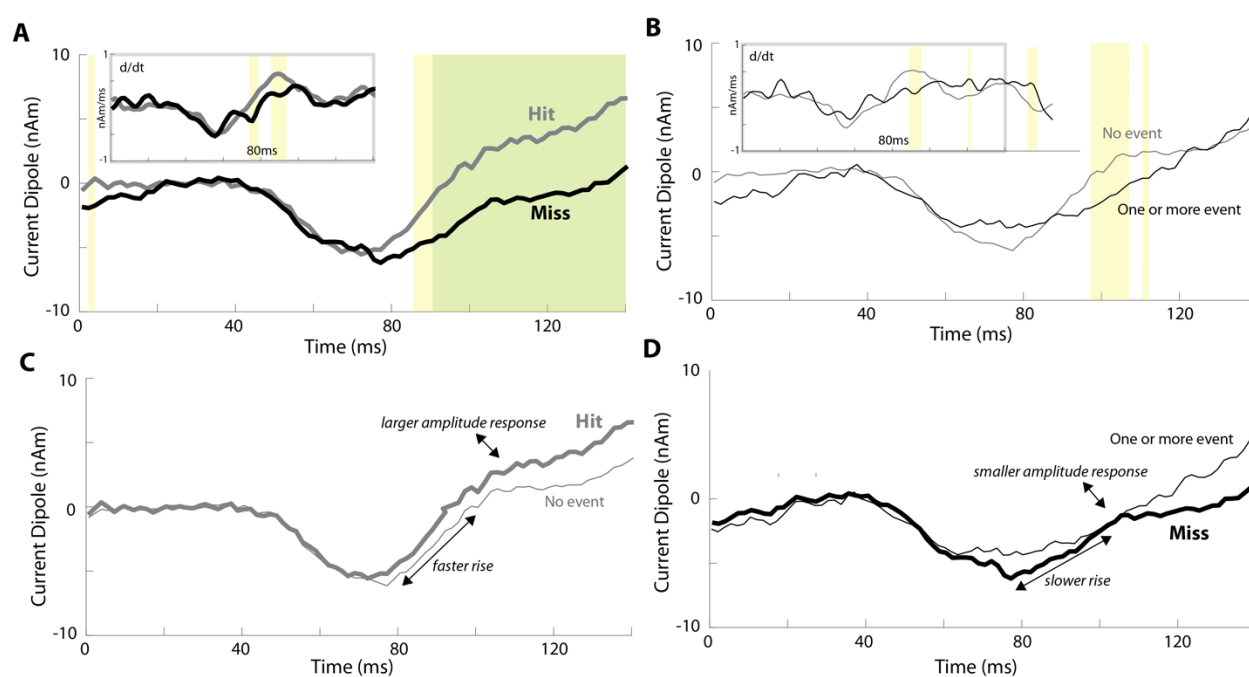 A
10
1
d/dt
nAm/ms
-1
80ms
Hit
Miss
Current Dipole (nAm)
0
-10
0
40
80
120
Time (ms)
B
10
1
d/dt
nAm/ms
-1
80ms
No event
One or more event
Current Dipole (nAm)
0
-10
0
40
80
120
Time (ms)
C
10
larger amplitude response
Hit
No event
faster rise
Current Dipole (nAm)
0
-10
0
40
80
120
Time (ms)
D
10
One or more event
smaller amplitude response
Miss
slower rise
Current Dipole (nAm)
0
-10
0
40
80
120
Time (ms)